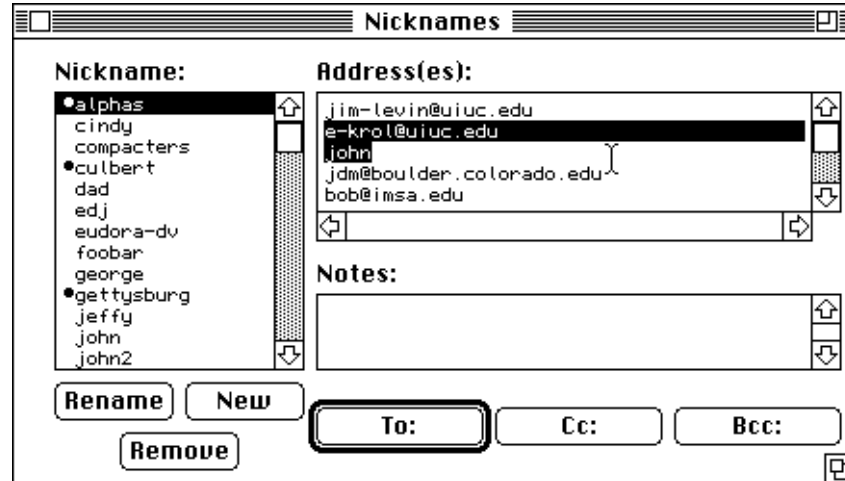 Nicknames
Nickname:
•alphas
cindy
compacters
•culbert
dad
edj
eudora-dv
foobar
george
•gettysburg
jeffy
john
john2
Rename
New
Remove
Address(es):
jim-levin@uiuc.edu
e-krol@uiuc.edu
john
jdm@boulder.colorado.edu
bob@imsa.edu
Notes:
To:
Cc:
Bcc: